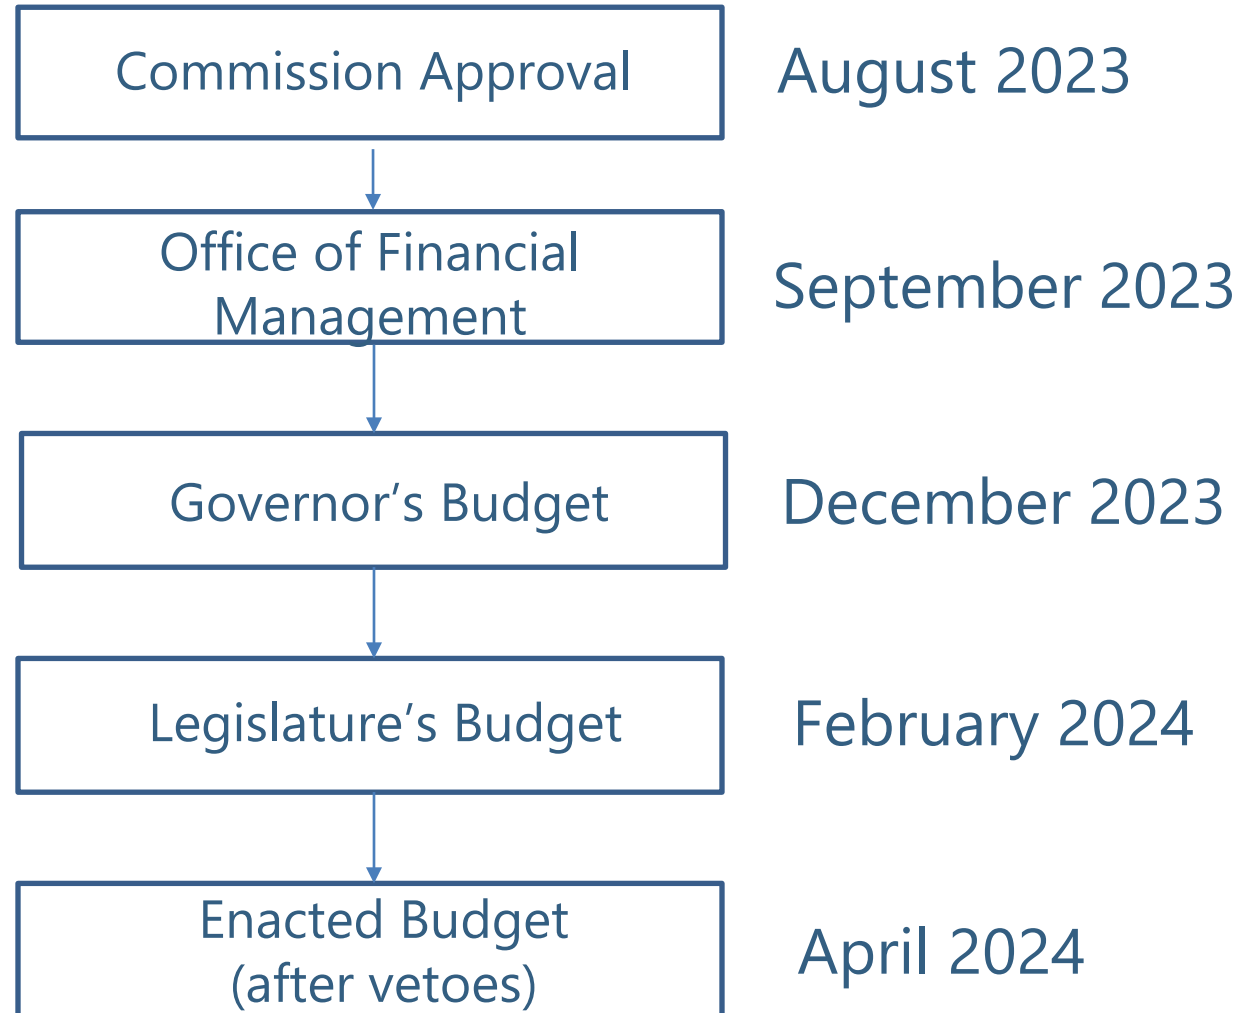 Commission Approval
August 2023
Office of Financial
Management
September 2023
Governor’s Budget
December 2023
Legislature’s Budget
February 2024
Enacted Budget
(after vetoes)
April 2024